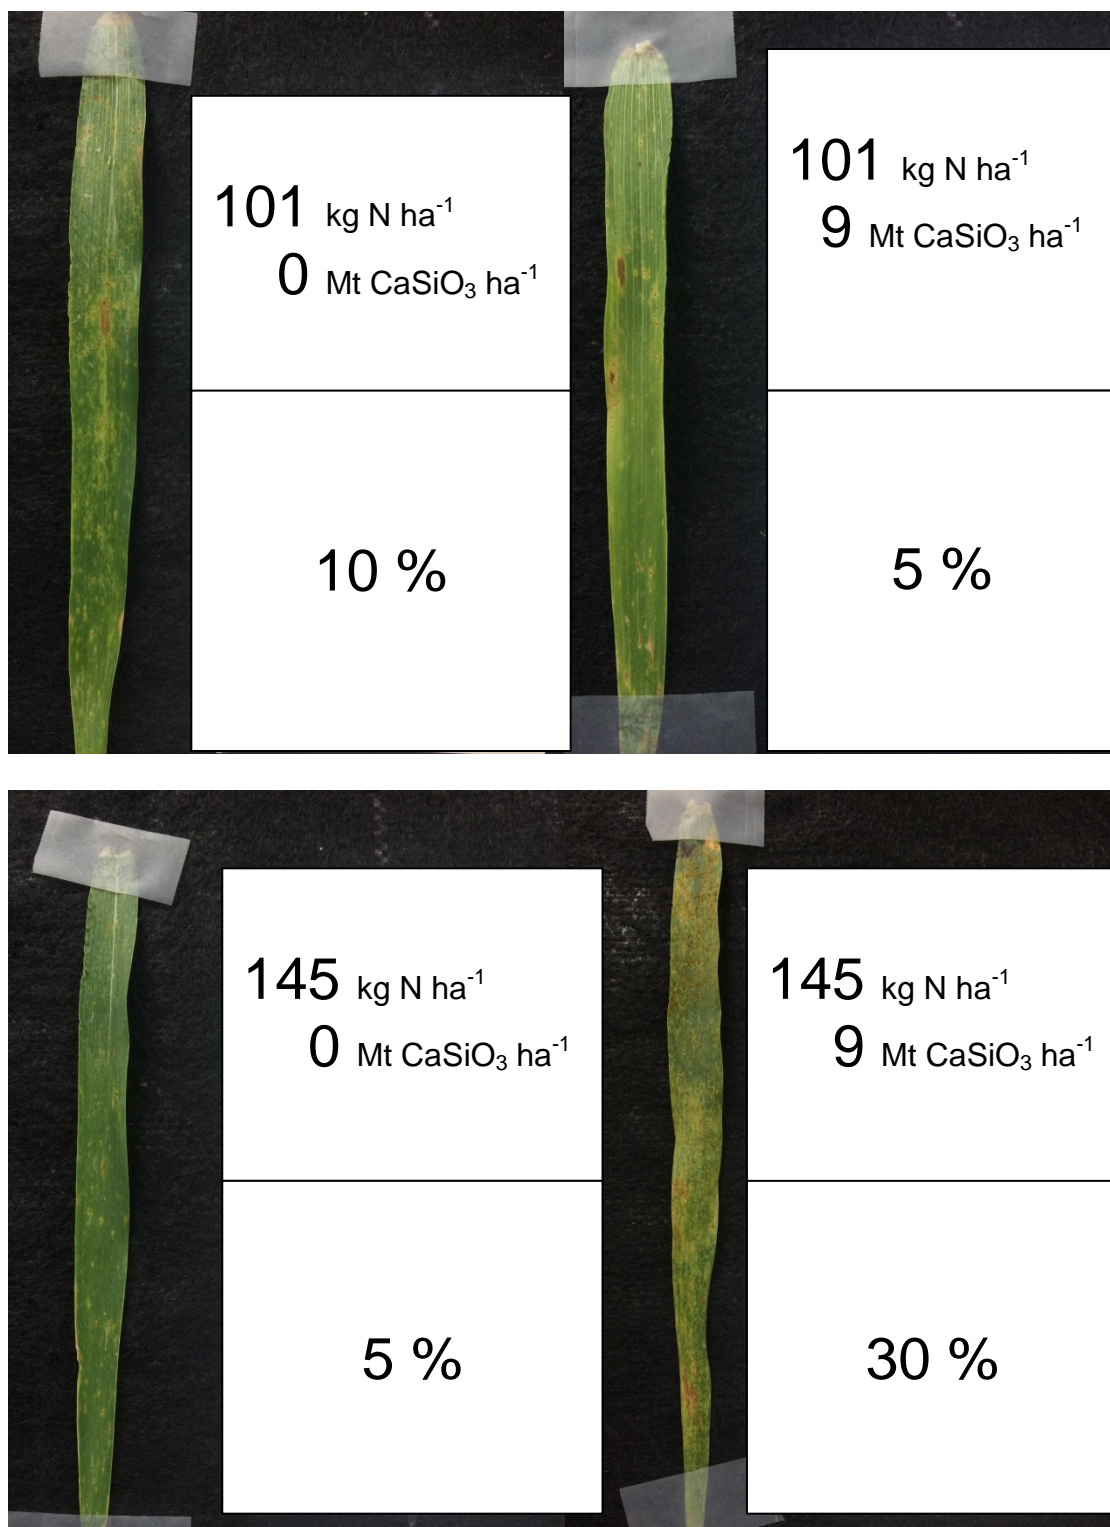 101 kg N ha⁻¹
0 Mt CaSiO₃ ha⁻¹
10 %
101 kg N ha⁻¹
9 Mt CaSiO₃ ha⁻¹
5 %
145 kg N ha⁻¹
0 Mt CaSiO₃ ha⁻¹
5 %
145 kg N ha⁻¹
9 Mt CaSiO₃ ha⁻¹
30 %